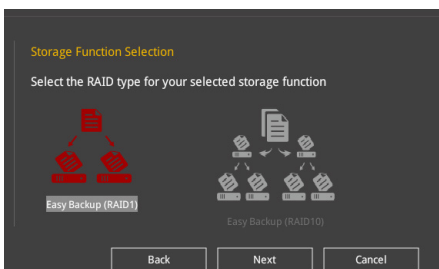 Storage Function Selection
Select the RAID type for your selected storage function
Easy Backup (RAID1)
Easy Backup (RAID10)
Back
Next
Cancel